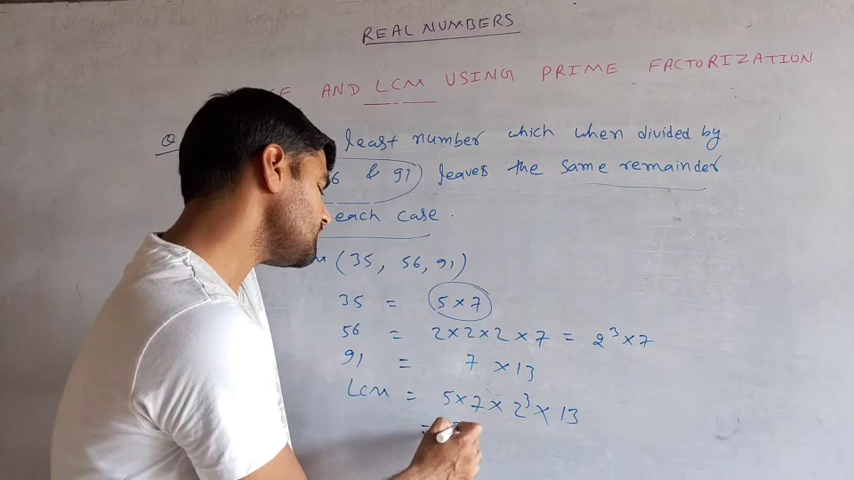 REAL NUMBERS
AND LCM USING PRIME FACTORIZATION
Q least number which when divided by
& 91 leaves the same remainder
each case.
(35, 56, 91)
35 = 5×7
56 = 2×2×2×7 = 2³×7
91 = 7×13
LCM = 5×7×2³×13
=